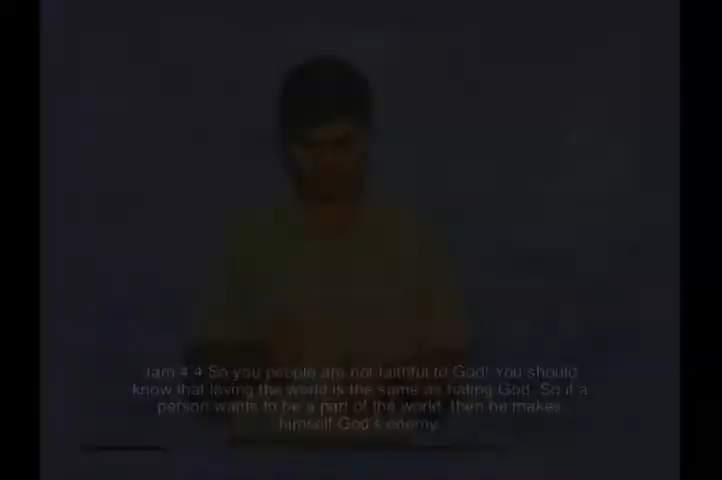 Jam 4:4 So you people are not faithful to God! You should
know that loving the world is the same as hating God. So if a
person wants to be a part of the world, then he makes
himself God's enemy.